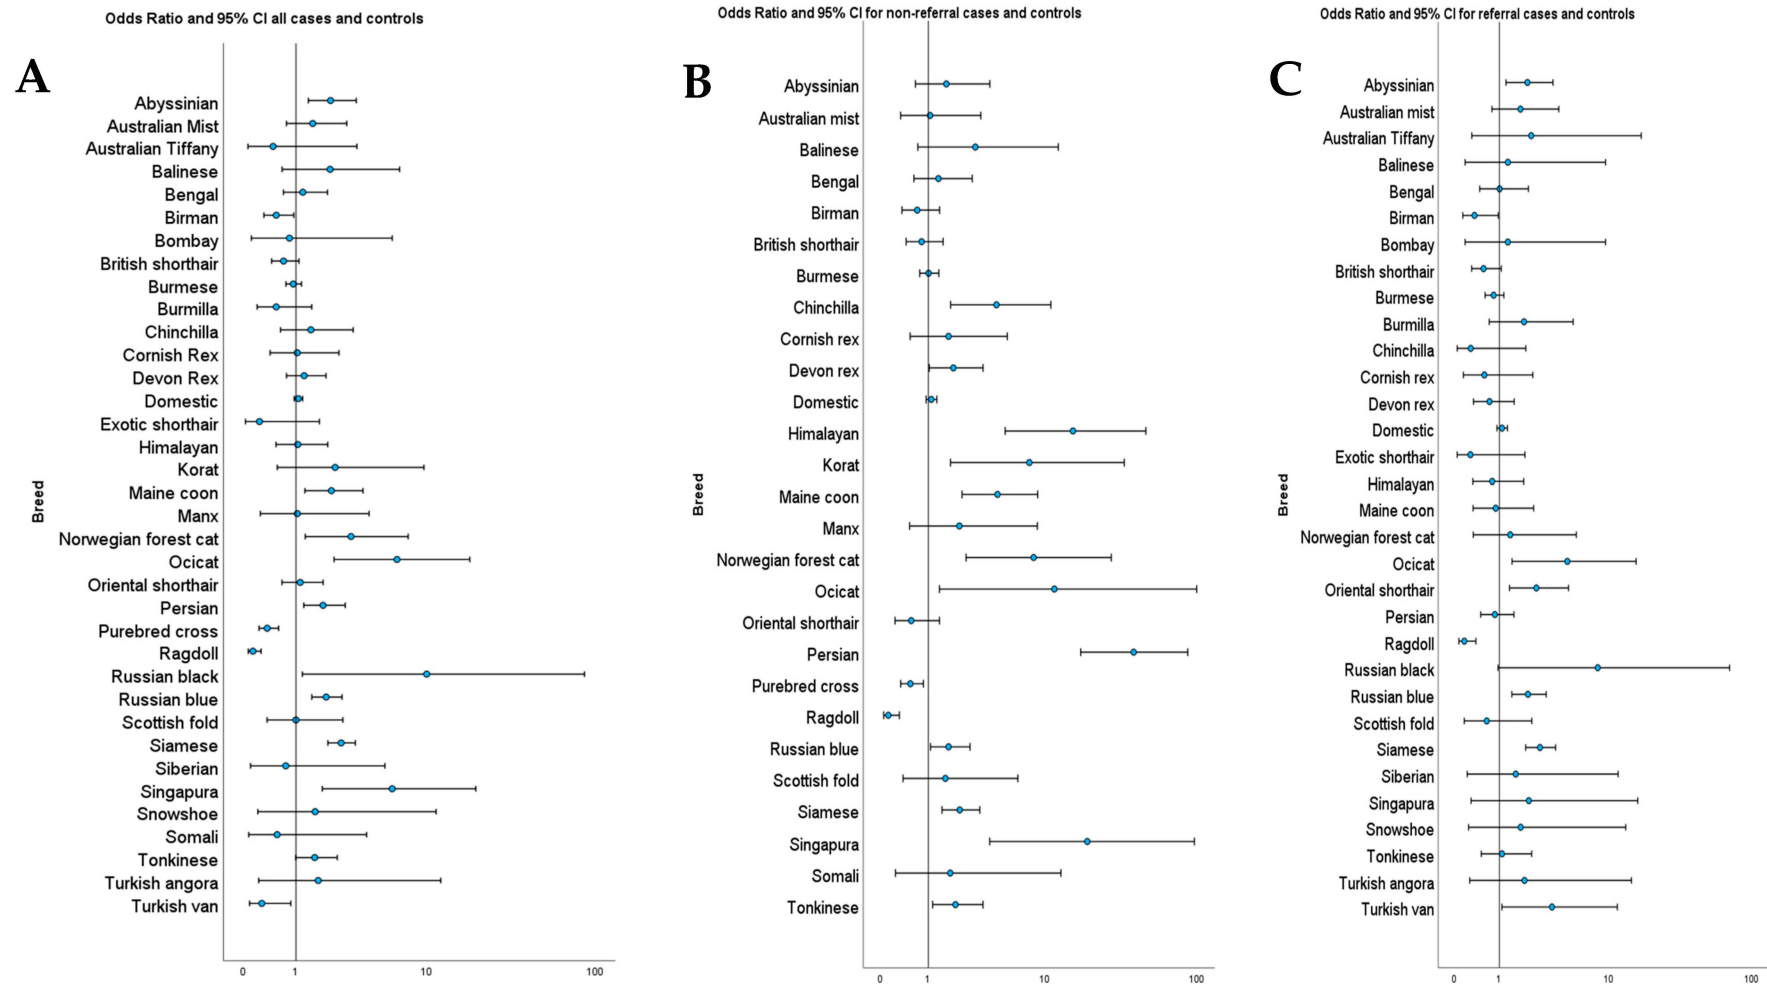 Odds Ratio and 95% CI all cases and controls
A
Abyssinian
Australian Mist
Australian Tiffany
Balinese
Bengal
Birman
Bombay
British shorthair
Burmese
Burmilla
Chinchilla
Cornish Rex
Devon Rex
Domestic
Exotic shorthair
Himalayan
Korat
Maine coon
Manx
Norwegian forest cat
Ocicat
Oriental shorthair
Persian
Purebred cross
Ragdoll
Russian black
Russian blue
Scottish fold
Siamese
Siberian
Singapura
Snowshoe
Somali
Tonkinese
Turkish angora
Turkish van
Breed
0 1 10 100
Odds Ratio and 95% CI for non-referral cases and controls
B
Abyssinian
Australian mist
Balinese
Bengal
Birman
British shorthair
Burmese
Chinchilla
Cornish rex
Devon rex
Domestic
Himalayan
Korat
Maine coon
Manx
Norwegian forest cat
Ocicat
Oriental shorthair
Persian
Purebred cross
Ragdoll
Russian blue
Scottish fold
Siamese
Singapura
Somali
Tonkinese
Breed
0 1 10 100
Odds Ratio and 95% CI for referral cases and controls
C
Abyssinian
Australian mist
Australian Tiffany
Balinese
Bengal
Birman
Bombay
British shorthair
Burmese
Burmilla
Chinchilla
Cornish rex
Devon rex
Domestic
Exotic shorthair
Himalayan
Maine coon
Norwegian forest cat
Ocicat
Oriental shorthair
Persian
Ragdoll
Russian black
Russian blue
Scottish fold
Siamese
Siberian
Singapura
Snowshoe
Tonkinese
Turkish angora
Turkish van
Breed
0 1 10 100